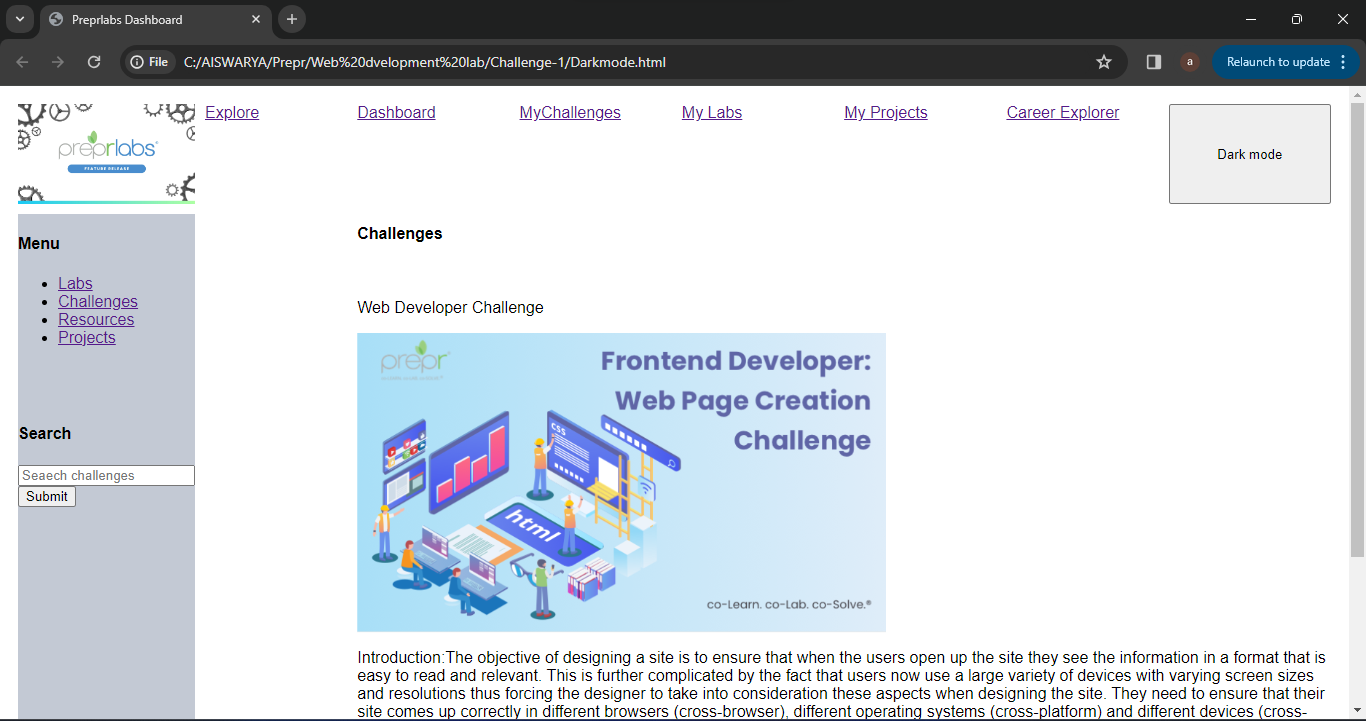 Preprlabs Dashboard
File C:/AISWARYA/Prepr/Web%20dvelopment%20lab/Challenge-1/Darkmode.html a Relaunch to update
preprlabs
FEATURE RELEASE
Explore Dashboard MyChallenges My Labs My Projects Career Explorer Dark mode
Menu
Labs
Challenges
Resources
Projects
Search
Seaech challenges
Submit
Challenges
Web Developer Challenge
prepr
Frontend Developer:
Web Page Creation
Challenge
CSS
html
co-Learn. co-Lab. co-Solve.®
Introduction:The objective of designing a site is to ensure that when the users open up the site they see the information in a format that is
easy to read and relevant. This is further complicated by the fact that users now use a large variety of devices with varying screen sizes
and resolutions thus forcing the designer to take into consideration these aspects when designing the site. They need to ensure that their
site comes up correctly in different browsers (cross-browser), different operating systems (cross-platform) and different devices (cross-